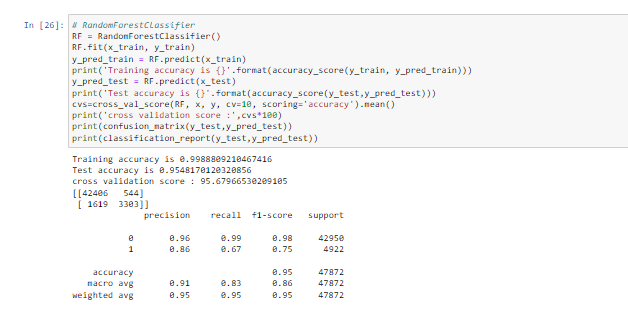 In [26]: # RandomForestClassifier
RF = RandomForestClassifier()
RF.fit(x_train, y_train)
y_pred_train = RF.predict(x_train)
print('Training accuracy is {}'.format(accuracy_score(y_train, y_pred_train)))
y_pred_test = RF.predict(x_test)
print('Test accuracy is {}'.format(accuracy_score(y_test,y_pred_test)))
cvs=cross_val_score(RF, x, y, cv=10, scoring='accuracy').mean()
print('cross validation score :',cvs*100)
print(confusion_matrix(y_test,y_pred_test))
print(classification_report(y_test,y_pred_test))
Training accuracy is 0.9988809210467416
Test accuracy is 0.9548170120320856
cross validation score : 95.67966530209105
[[42406 544]
[ 1619 3303]]
precision recall f1-score support
0 0.96 0.99 0.98 42950
1 0.86 0.67 0.75 4922
accuracy 0.95 47872
macro avg 0.91 0.83 0.86 47872
weighted avg 0.95 0.95 0.95 47872